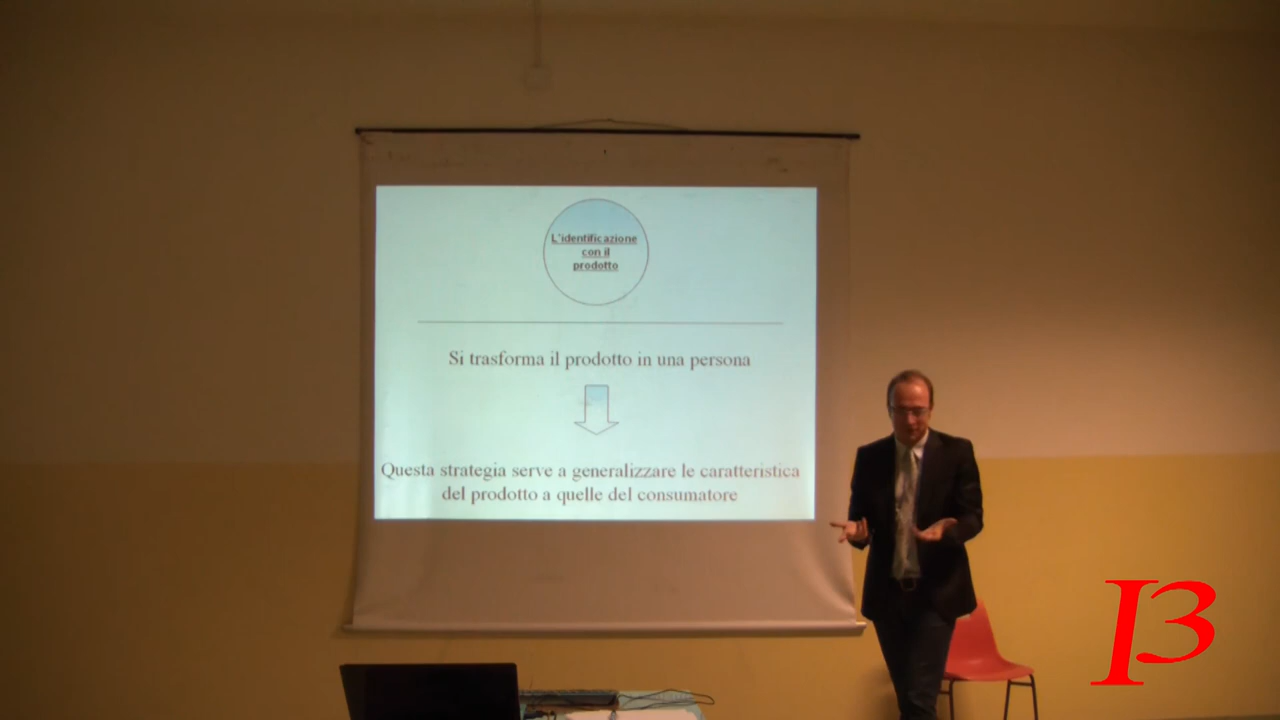 L'identificazione
con il
prodotto
Si trasforma il prodotto in una persona
Questa strategia serve a generalizzare le caratteristica
del prodotto a quelle del consumatore
13